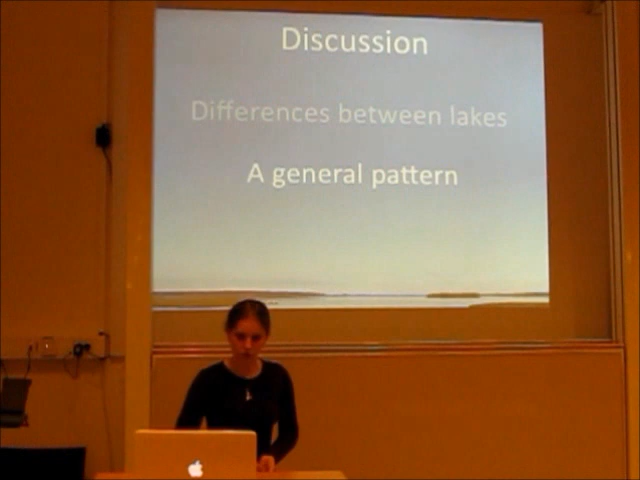 Discussion
Differences between lakes
A general pattern